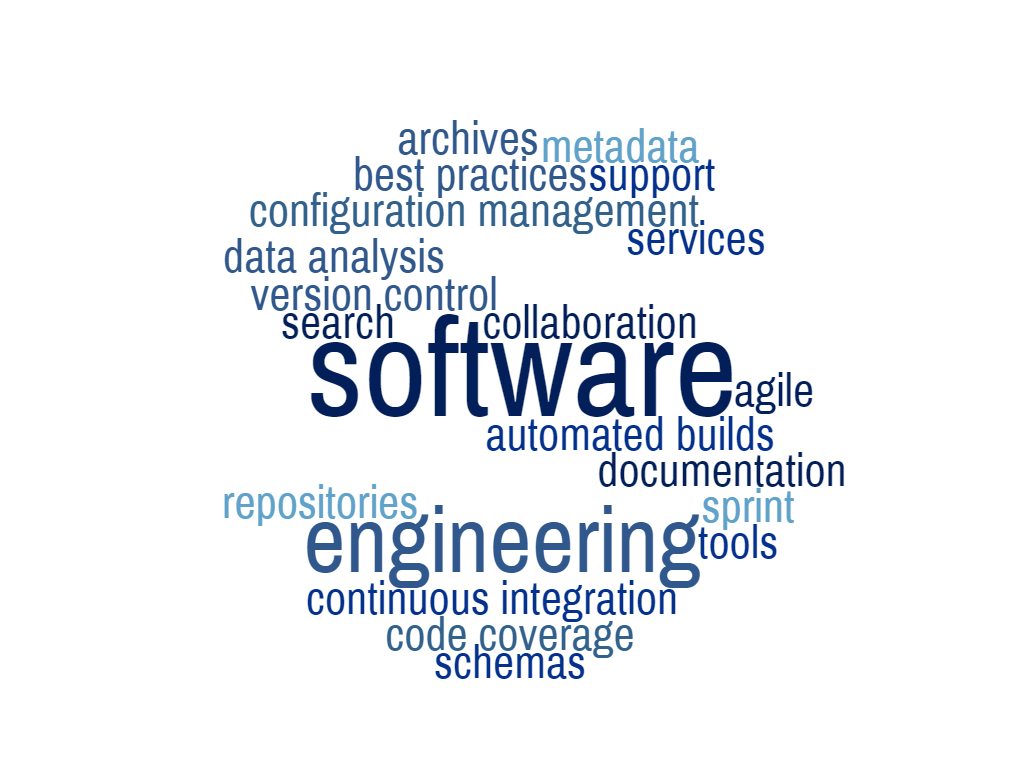 archives
metadata
best practices
support
configuration management
services
data analysis
version control
search
collaboration
software
agile
automated builds
documentation
repositories
sprint
engineering
tools
continuous integration
code coverage
schemas